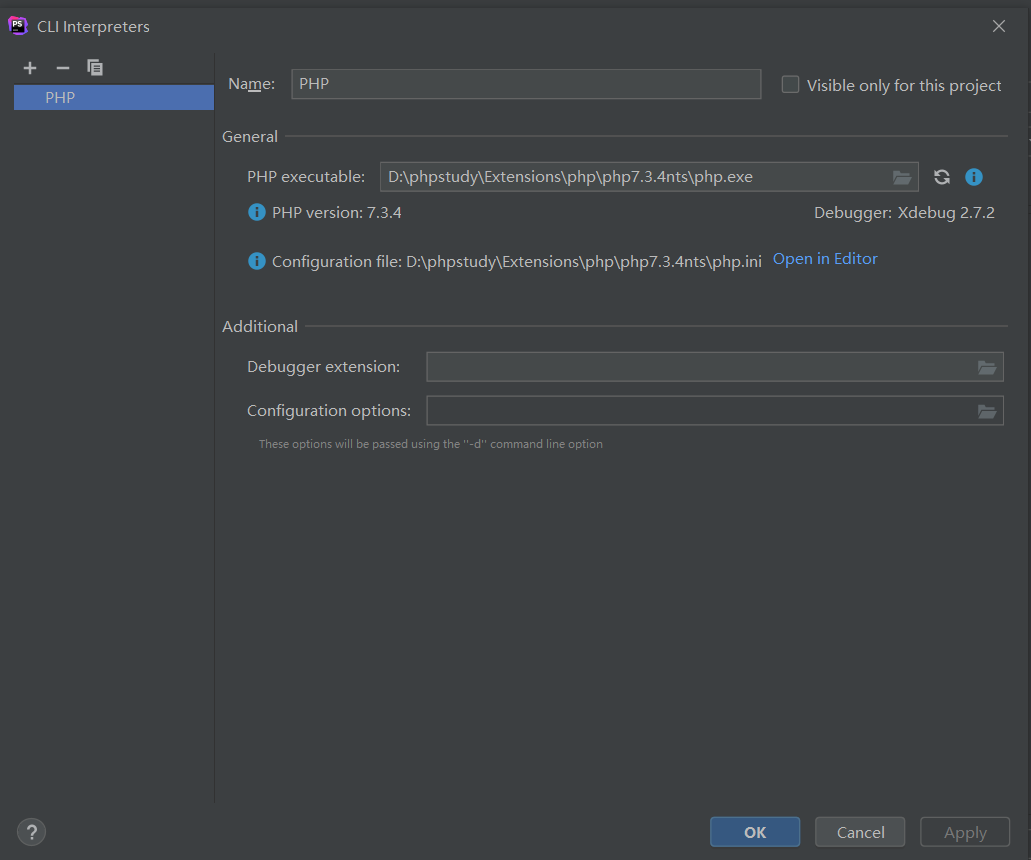 CLI Interpreters
PHP
Name: PHP Visible only for this project
General
PHP executable: D:\phpstudy\Extensions\php\php7.3.4nts\php.exe
PHP version: 7.3.4 Debugger: Xdebug 2.7.2
Configuration file: D:\phpstudy\Extensions\php\php7.3.4nts\php.ini Open in Editor
Additional
Debugger extension:
Configuration options:
These options will be passed using the "-d" command line option
? OK Cancel Apply